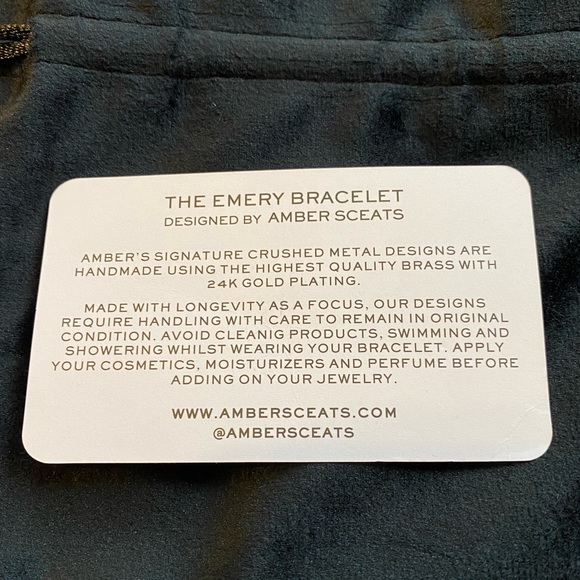 THE EMERY BRACELET
DESIGNED BY AMBER SCEATS
AMBER'S SIGNATURE CRUSHED METAL DESIGNS ARE
HANDMADE USING THE HIGHEST QUALITY BRASS WITH
24K GOLD PLATING.
MADE WITH LONGEVITY AS A FOCUS, OUR DESIGNS
REQUIRE HANDLING WITH CARE TO REMAIN IN ORIGINAL
CONDITION. AVOID CLEANIG PRODUCTS, SWIMMING AND
SHOWERING WHILST WEARING YOUR BRACELET. APPLY
YOUR COSMETICS, MOISTURIZERS AND PERFUME BEFORE
ADDING ON YOUR JEWELRY.
WWW.AMBERSCEATS.COM
@AMBERSCEATS